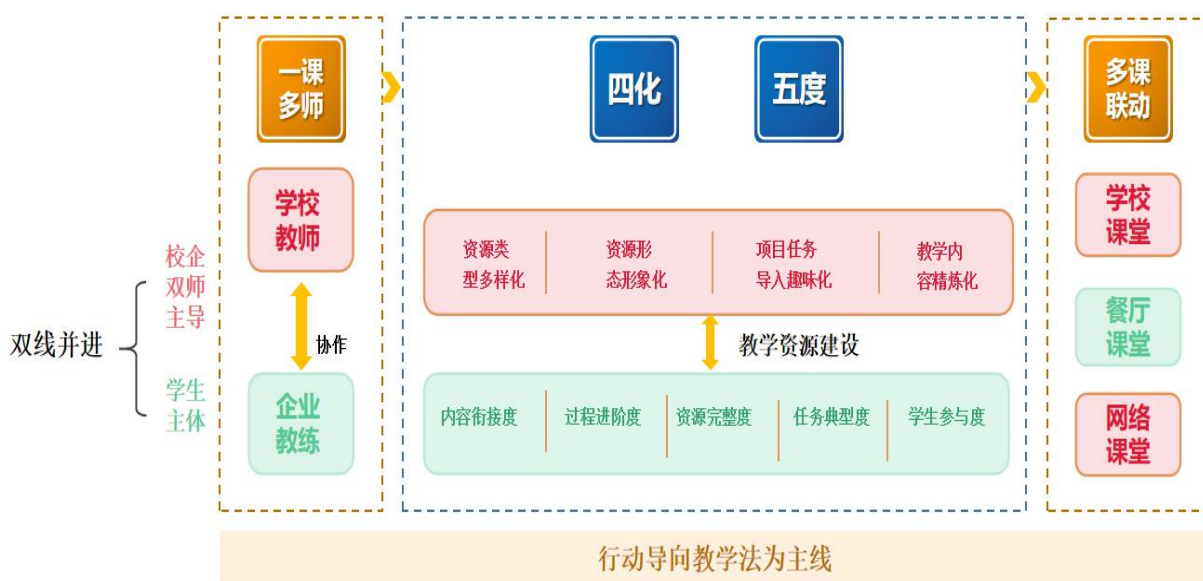 一课
多师
四化
五度
多课
联动
学校
教师
校企
双师
主导
双线并进
学生
主体
协作
企业
教练
资源类
型多样化
资源形
态形象化
项目任务
导入趣味化
教学内
容精炼化
教学资源建设
内容衔接度
过程进阶度
资源完整度
任务典型度
学生参与度
学校
课堂
餐厅
课堂
网络
课堂
行动导向教学法为主线